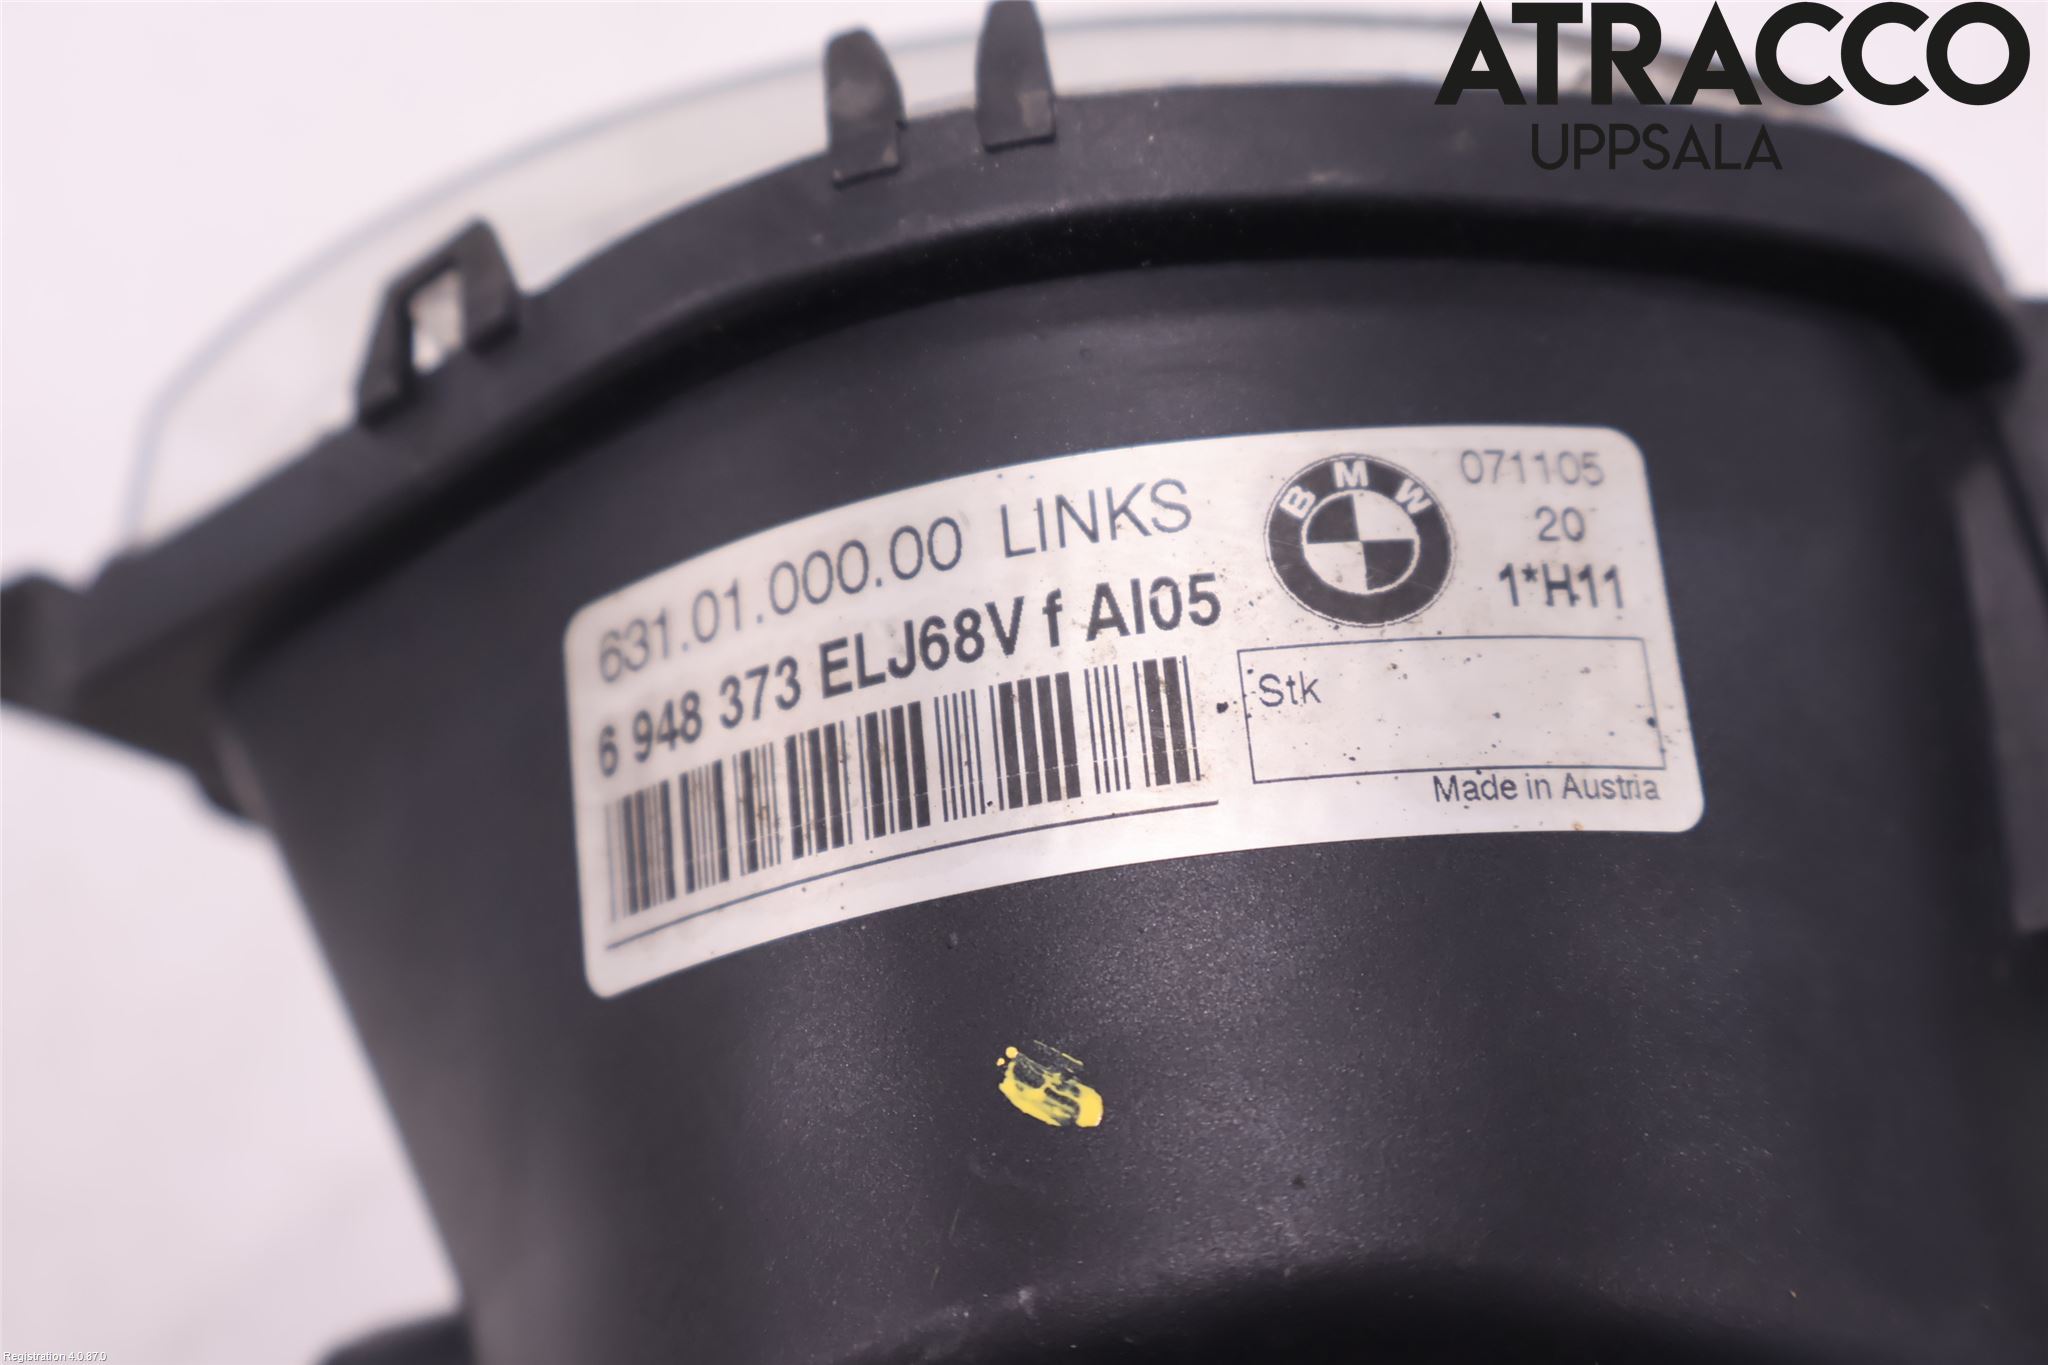 ATRACCO
UPPSALA
631.01.000.00 LINKS
6 948 373 ELJ68V f AI05
BMW
071105
20
1*H11
Stk
Made in Austria
Registration 4.0.87.0